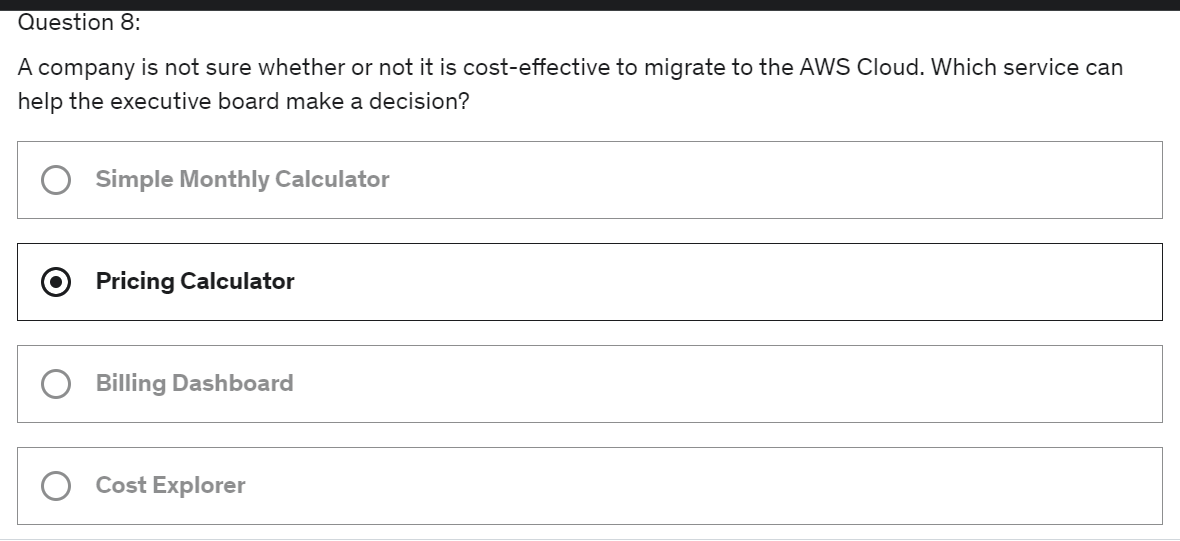 Question 8:
A company is not sure whether or not it is cost-effective to migrate to the AWS Cloud. Which service can
help the executive board make a decision?
Simple Monthly Calculator
Pricing Calculator
Billing Dashboard
Cost Explorer